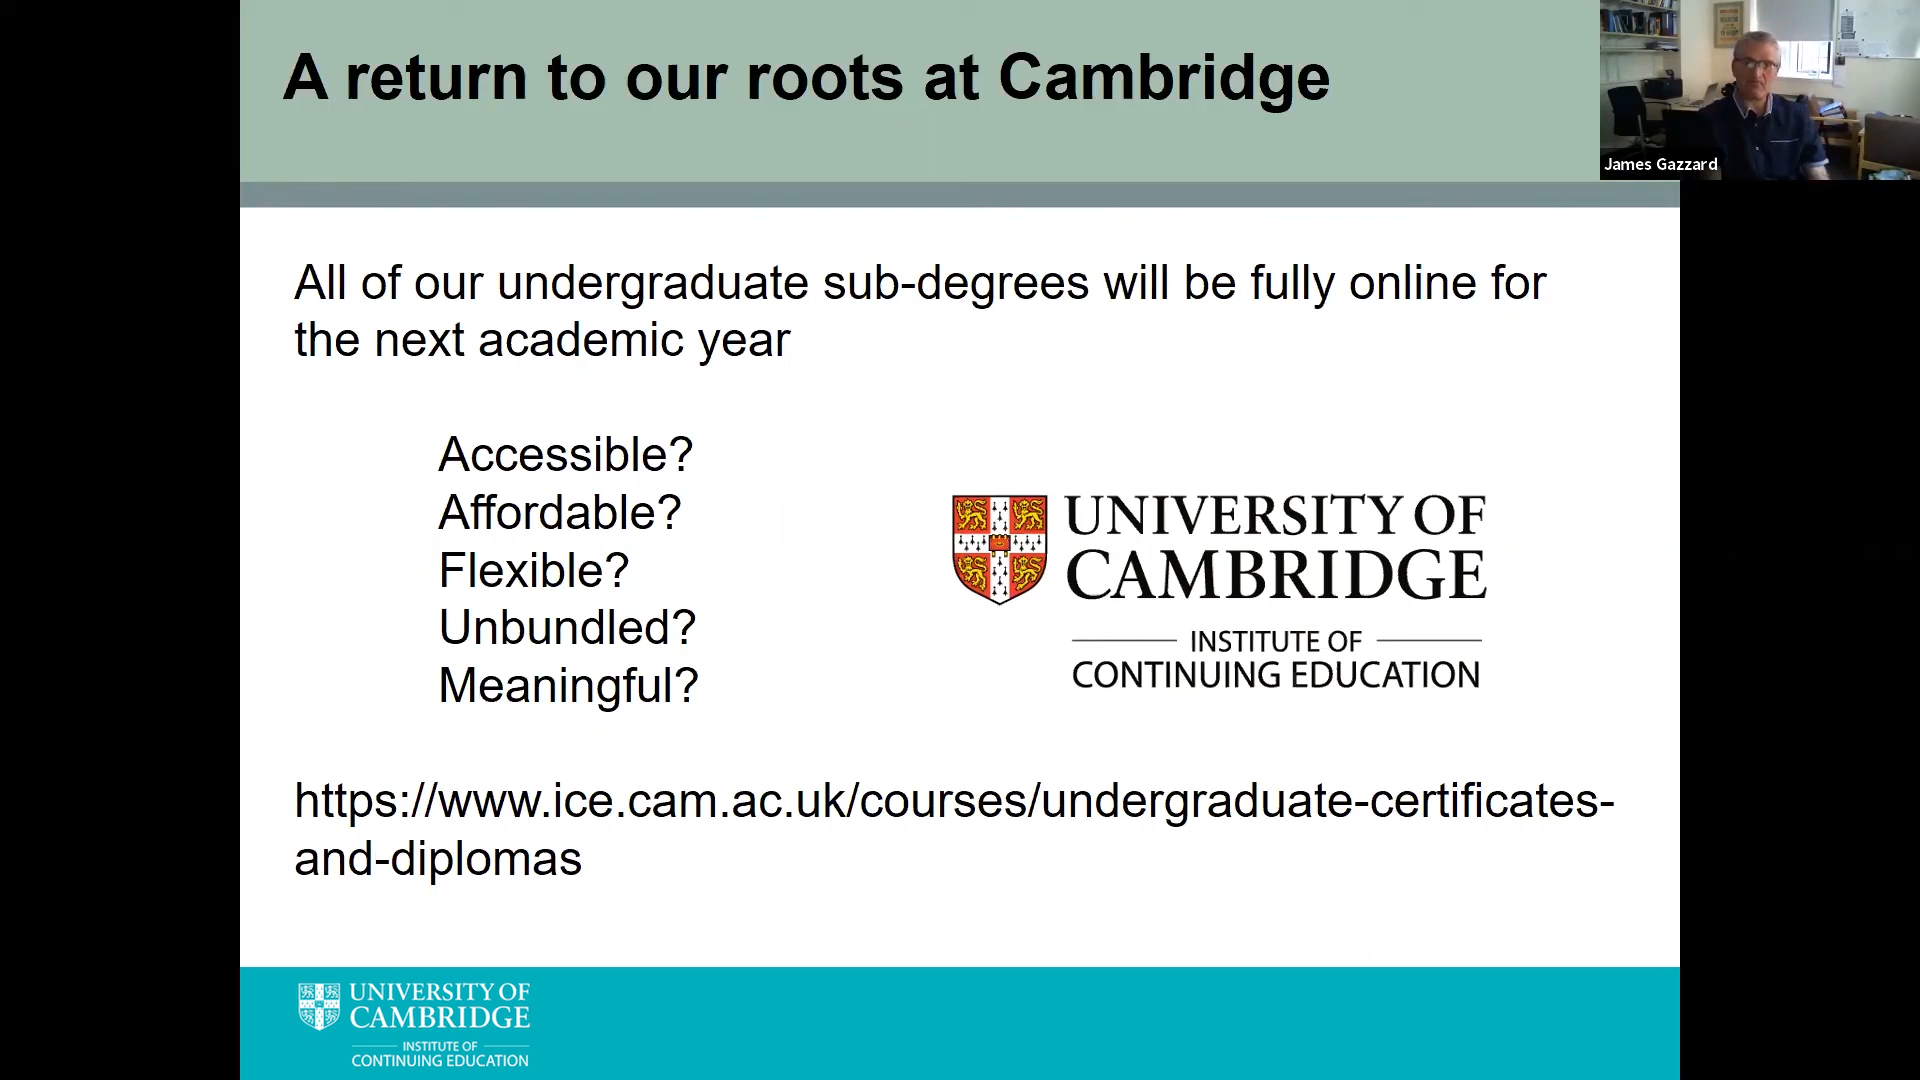 A return to our roots at Cambridge
James Gazzard
All of our undergraduate sub-degrees will be fully online for
the next academic year
Accessible?
Affordable?
Flexible?
Unbundled?
Meaningful?
UNIVERSITY OF
CAMBRIDGE
INSTITUTE OF
CONTINUING EDUCATION
https://www.ice.cam.ac.uk/courses/undergraduate-certificates-
and-diplomas
UNIVERSITY OF
CAMBRIDGE
INSTITUTE OF
CONTINUING EDUCATION